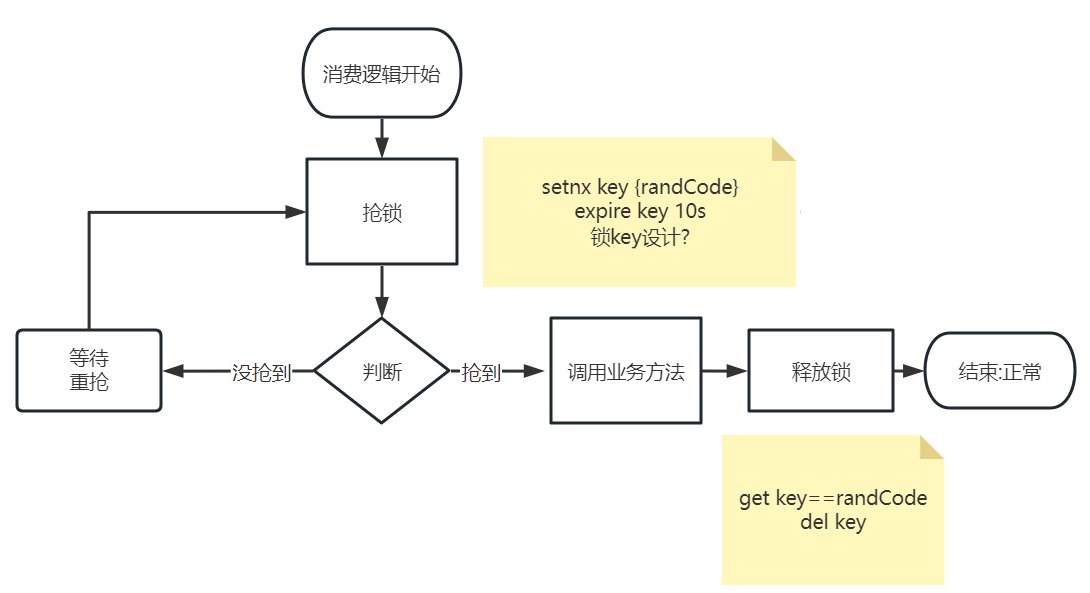 消费逻辑开始
抢锁
setnx key {randCode}
expire key 10s
锁key设计?
等待
重抢
没抢到
判断
抢到
调用业务方法
释放锁
结束:正常
get key==randCode
del key